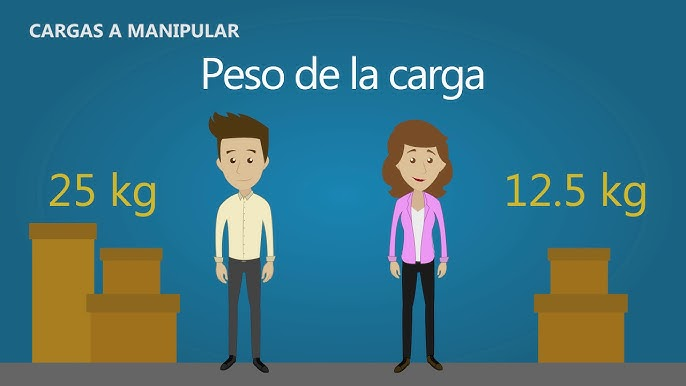 CARGAS A MANIPULAR
Peso de la carga
25 kg
12.5 kg